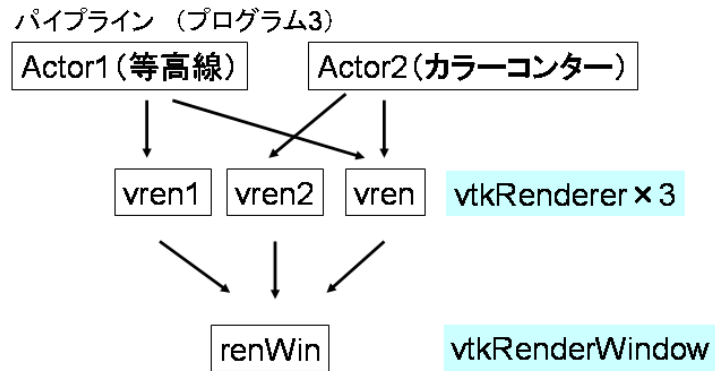 パイプライン （プログラム3）
Actor1（等高線） Actor2（カラーコンター）
vren1 vren2 vren vtkRenderer×3
renWin vtkRenderWindow